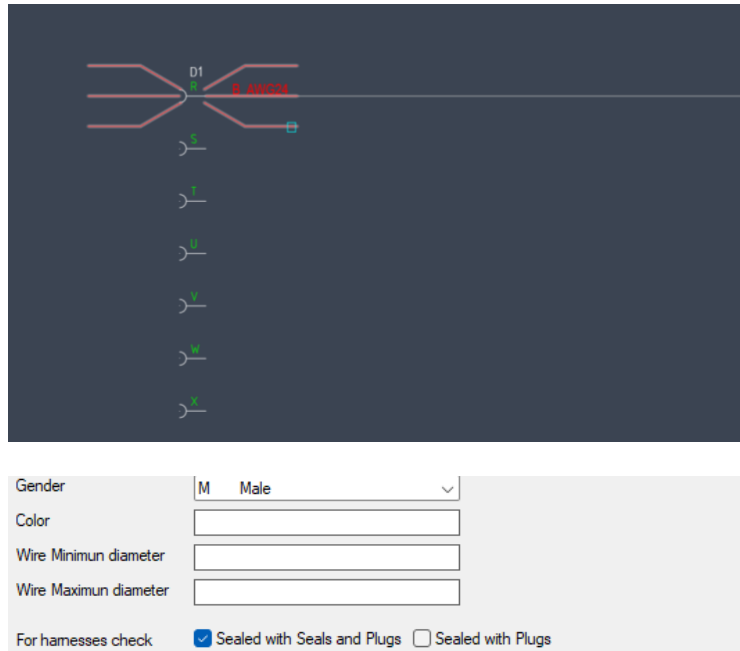 D1
R
B AWG24
S
T
U
V
W
X
Gender M Male
Color
Wire Minimun diameter
Wire Maximun diameter
For harnesses check Sealed with Seals and Plugs Sealed with Plugs